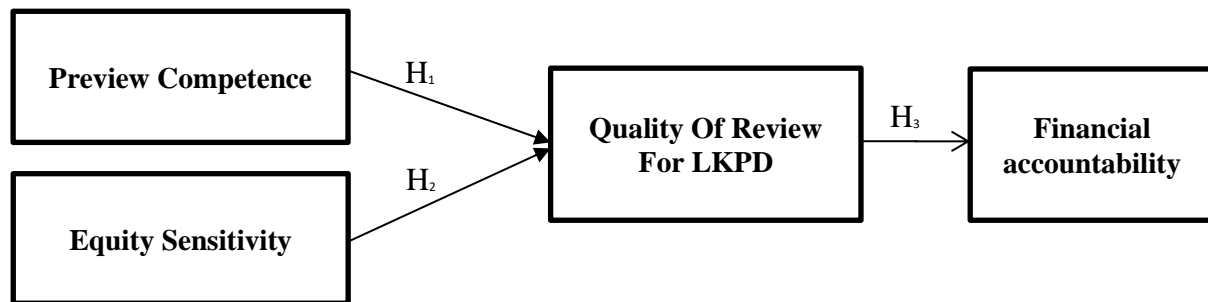 Preview Competence
H₁
Quality Of Review
For LKPD
H₃
Financial
accountability
H₂
Equity Sensitivity